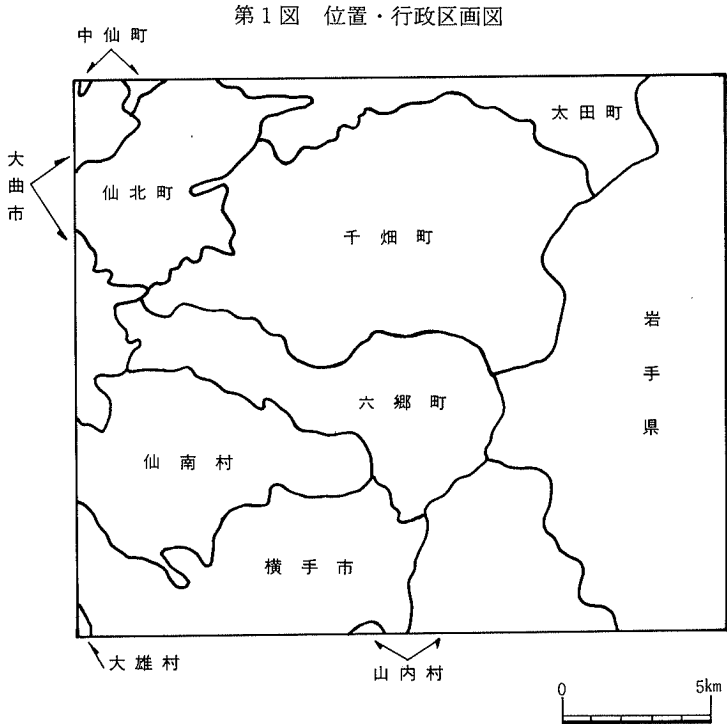 第1図 位置・行政区画図
中仙町
太田町
大曲市
仙北町
千畑町
岩手県
六郷町
仙南村
横手市
大雄村
山内村
0 5km